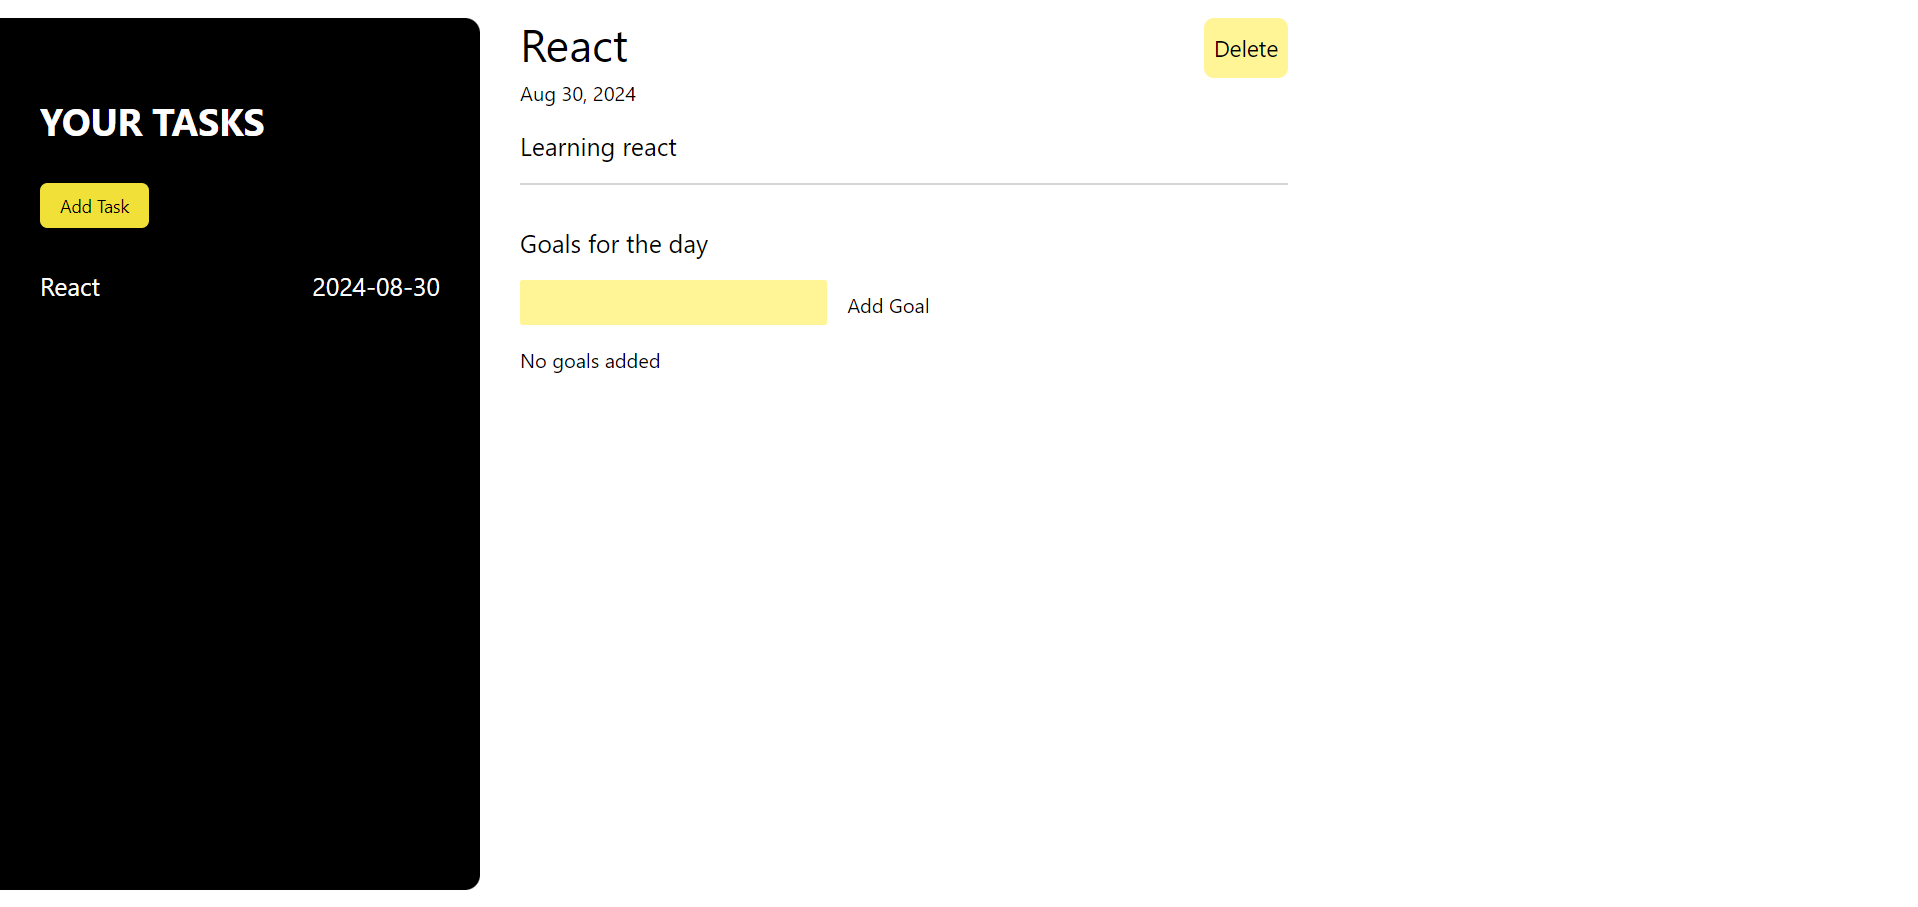 YOUR TASKS
Add Task
React 2024-08-30
React
Delete
Aug 30, 2024
Learning react
Goals for the day
Add Goal
No goals added